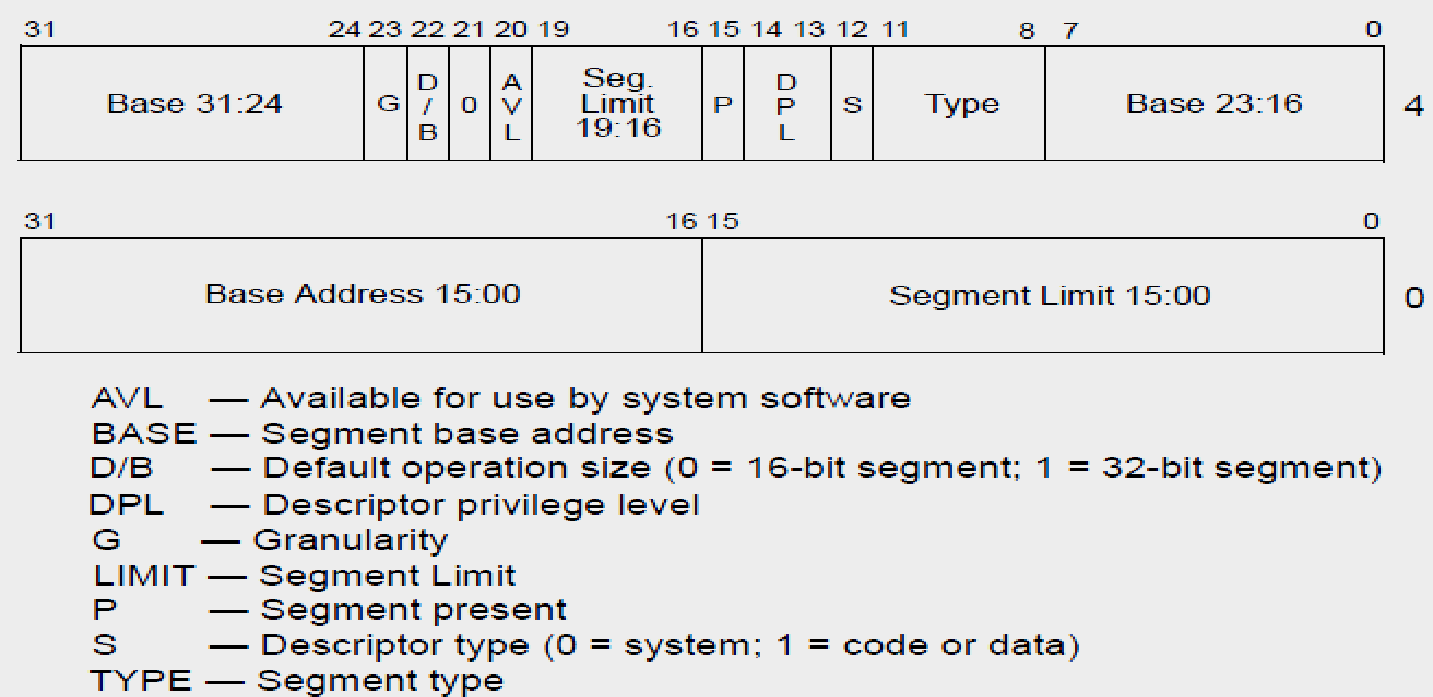 31 24 23 22 21 20 19 16 15 14 13 12 11 8 7 0
Base 31:24 G D/B 0 AVL Seg. Limit 19:16 P DPL S Type Base 23:16 4
31 16 15 0
Base Address 15:00 Segment Limit 15:00 0
AVL — Available for use by system software
BASE — Segment base address
D/B — Default operation size (0 = 16-bit segment; 1 = 32-bit segment)
DPL — Descriptor privilege level
G — Granularity
LIMIT — Segment Limit
P — Segment present
S — Descriptor type (0 = system; 1 = code or data)
TYPE — Segment type